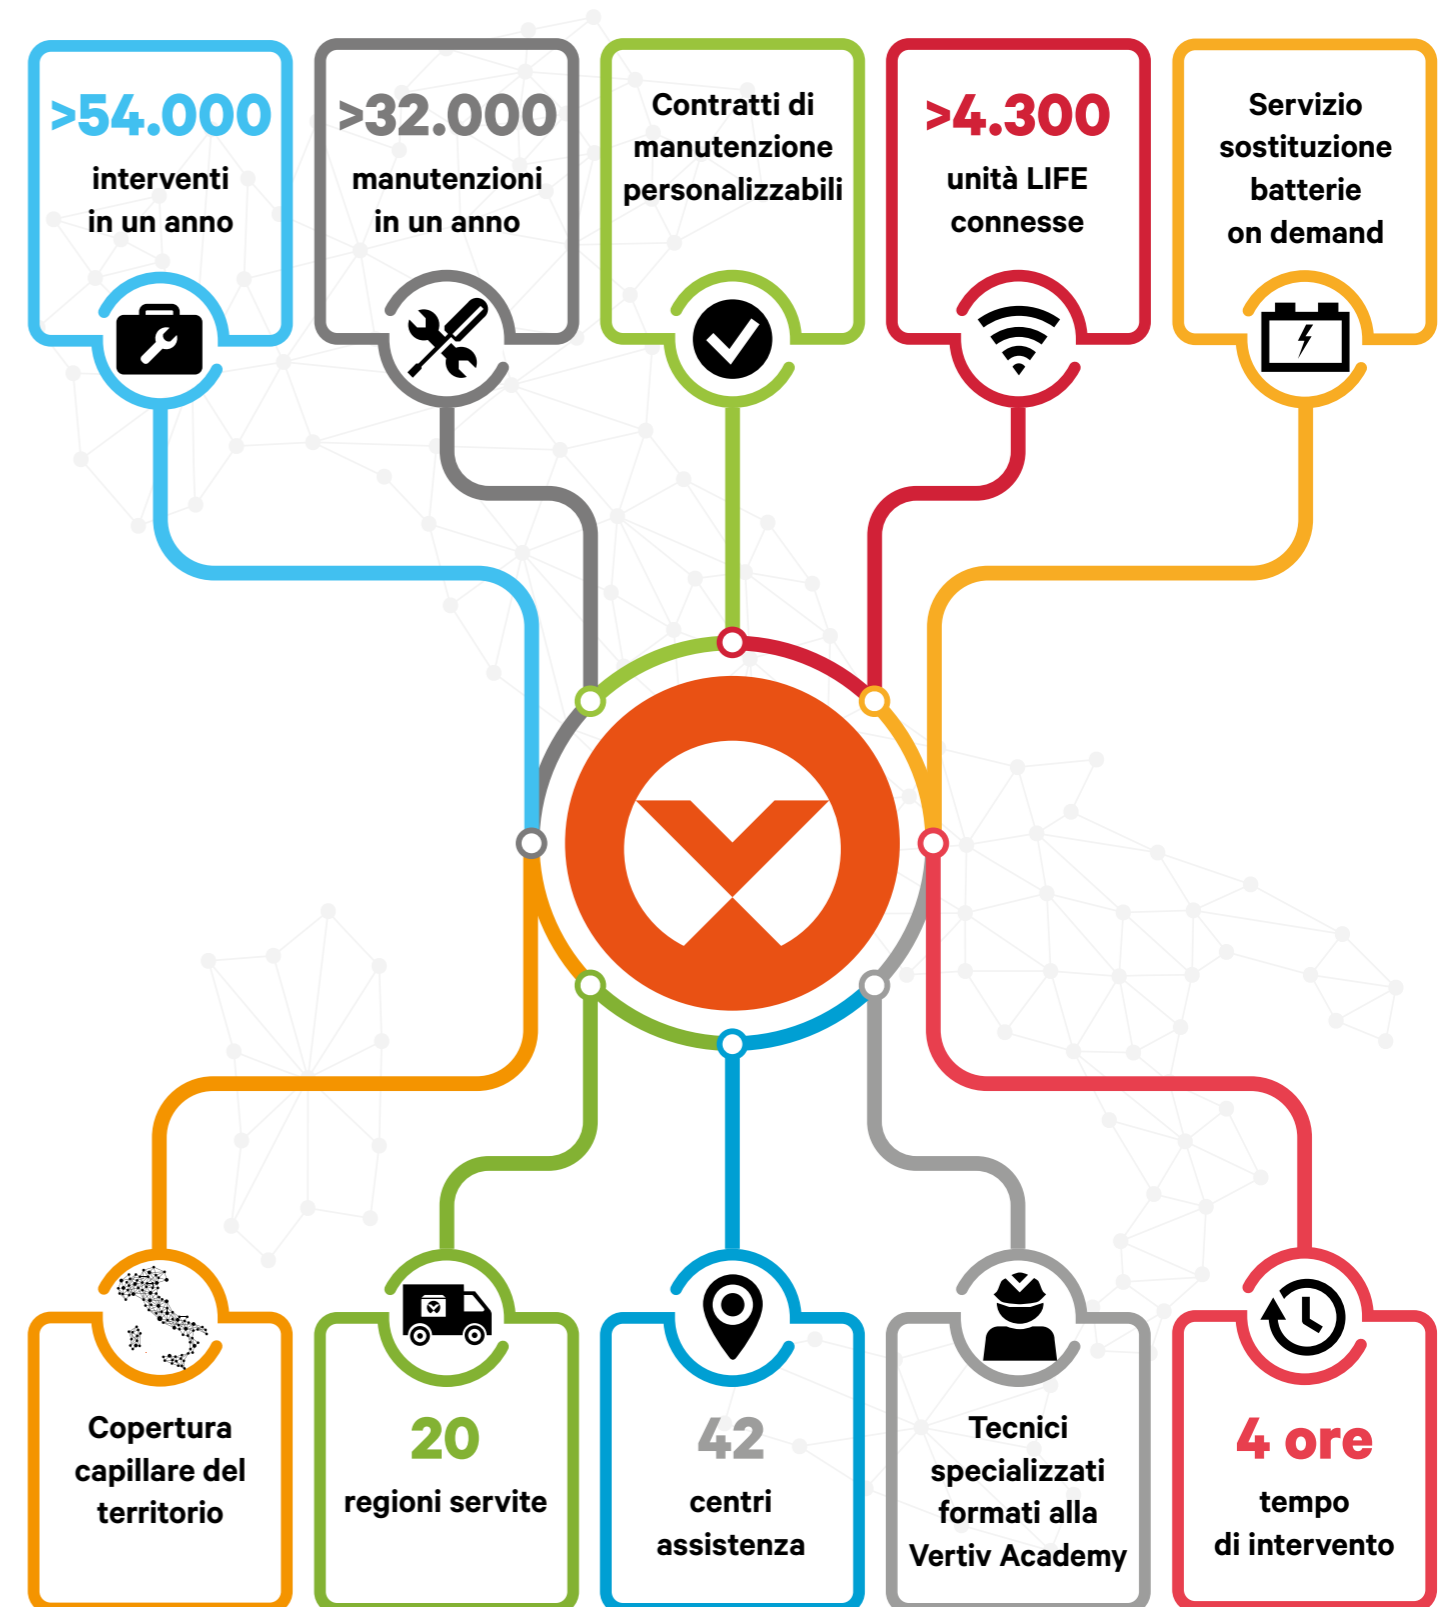 >54.000
interventi
in un anno
>32.000
manutenzioni
in un anno
Contratti di
manutenzione
personalizzabili
>4.300
unità LIFE
connesse
Servizio
sostituzione
batterie
on demand
Copertura
capillare del
territorio
20
regioni servite
42
centri
assistenza
Tecnici
specializzati
formati alla
Vertiv Academy
4 ore
tempo
di intervento